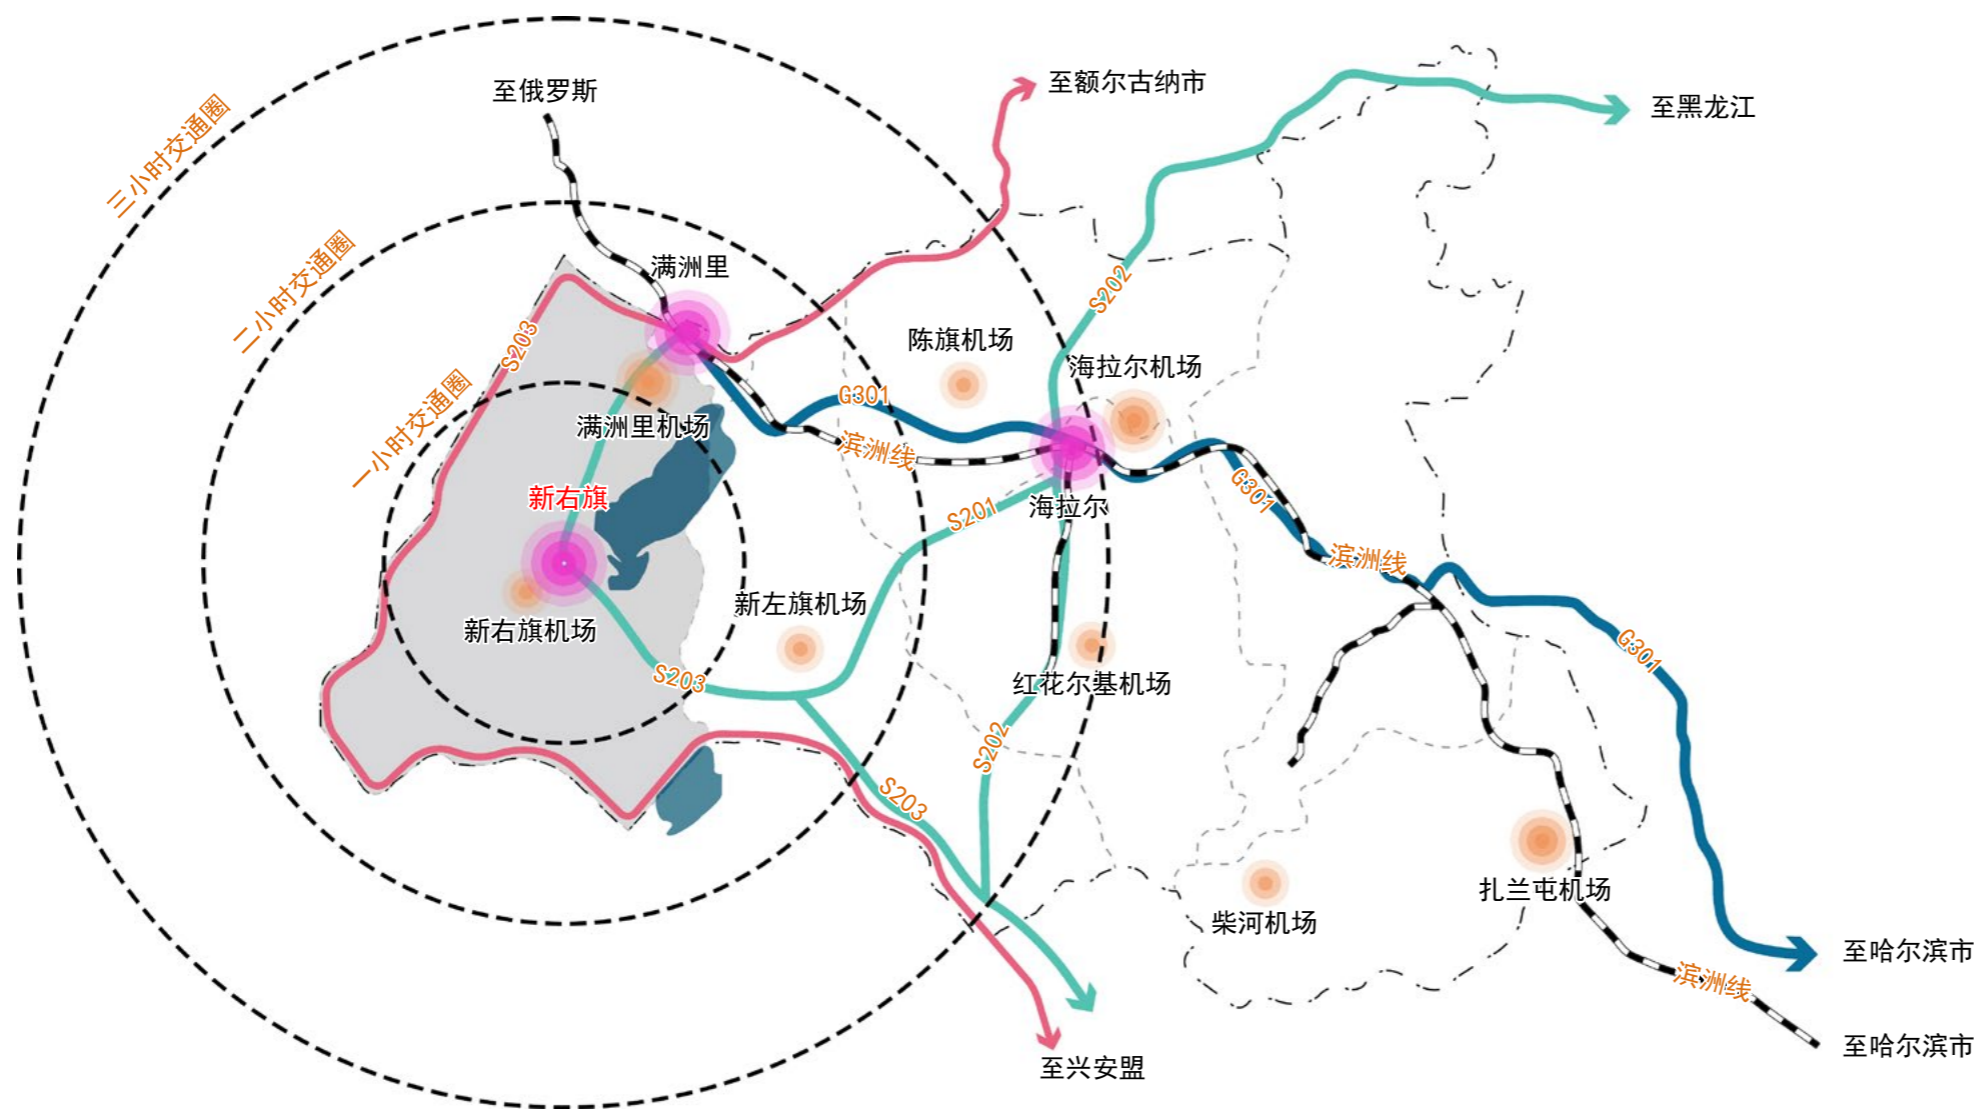 至俄罗斯
至额尔古纳市
至黑龙江
三小时交通圈
二小时交通圈
一小时交通圈
满洲里
S202
S203
陈旗机场
海拉尔机场
G301
满洲里机场
滨洲线
新右旗
S201
海拉尔
G301
滨洲线
新左旗机场
新右旗机场
S203
红花尔基机场
G301
S202
S203
扎兰屯机场
柴河机场
至哈尔滨市
滨洲线
至哈尔滨市
至兴安盟